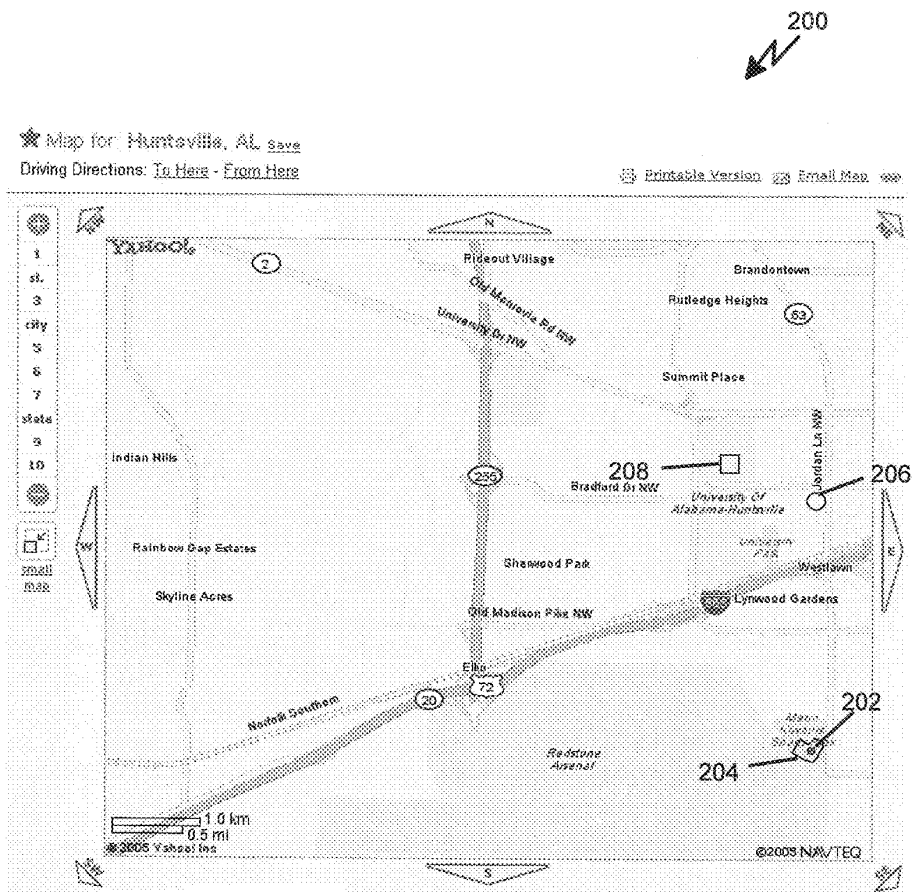 200
Map for: Huntsville, AL Save
Driving Directions: To Here - From Here
Printable Version Email Map
N
YAHOO!
2
Rideout Village
Brandontown
1
st.
3
city
5
6
7
state
9
10
Old Monrovia Rd NW
Rutledge Heights
53
University Dr NW
Summit Place
Jordan Ln NW
Indian Hills
208
206
255
Bradford Dr NW
University Of
Alabama-Huntsville
W
E
small
map
Rainbow Gap Estates
Sherwood Park
University
Park
Westlawn
Skyline Acres
Old Madison Pike NW
Lynwood Gardens
Elko
72
20
Norfolk Southern
202
Redstone
Arsenal
204
1.0 km
0.5 mi
©2005 Yahoo! Inc
©2005 NAVTEQ
S